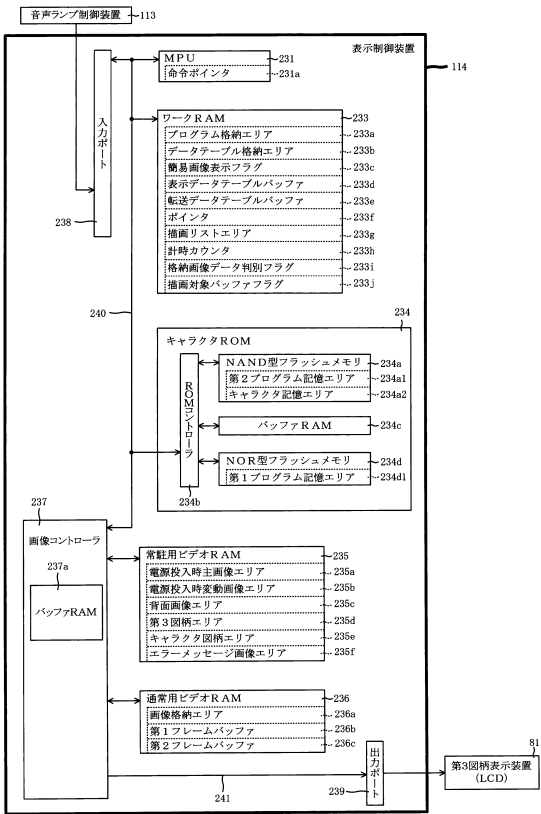 音声ランプ制御装置
113
表示制御装置
114
MPU
231
命令ポインタ
231a
入力ポート
238
ワークRAM
233
プログラム格納エリア
233a
データテーブル格納エリア
233b
簡易画像表示フラグ
233c
表示データテーブルバッファ
233d
転送データテーブルバッファ
233e
ポインタ
233f
描画リストエリア
233g
計時カウンタ
233h
格納画像データ判別フラグ
233i
描画対象バッファフラグ
233j
240
234
キャラクタROM
ROMコントローラ
234b
NAND型フラッシュメモリ
234a
第2プログラム記憶エリア
234a1
キャラクタ記憶エリア
234a2
バッファRAM
234c
NOR型フラッシュメモリ
234d
第1プログラム記憶エリア
234d1
237
画像コントローラ
237a
バッファRAM
常駐用ビデオRAM
235
電源投入時主画像エリア
235a
電源投入時変動画像エリア
235b
背面画像エリア
235c
第3図柄エリア
235d
キャラクタ図柄エリア
235e
エラーメッセージ画像エリア
235f
通常用ビデオRAM
236
画像格納エリア
236a
第1フレームバッファ
236b
第2フレームバッファ
236c
241
出力ポート
239
81
第3図柄表示装置
(LCD)